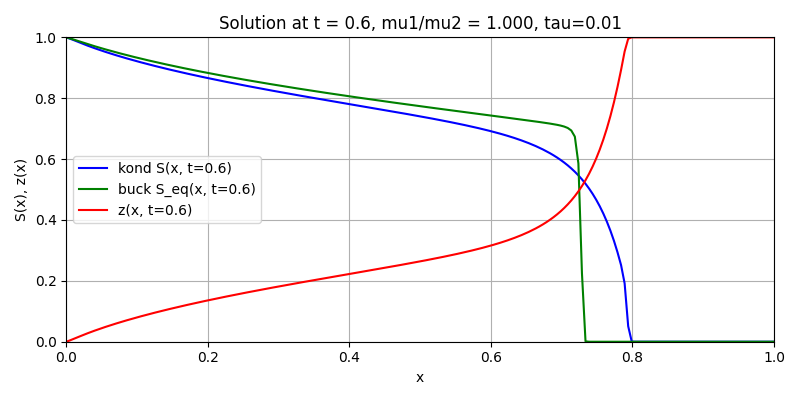 Solution at t = 0.6, mu1/mu2 = 1.000, tau=0.01
S(x), z(x)
1.0
0.8
0.6
0.4
0.2
0.0
kond S(x, t=0.6)
buck S_eq(x, t=0.6)
z(x, t=0.6)
0.0 0.2 0.4 0.6 0.8 1.0
x